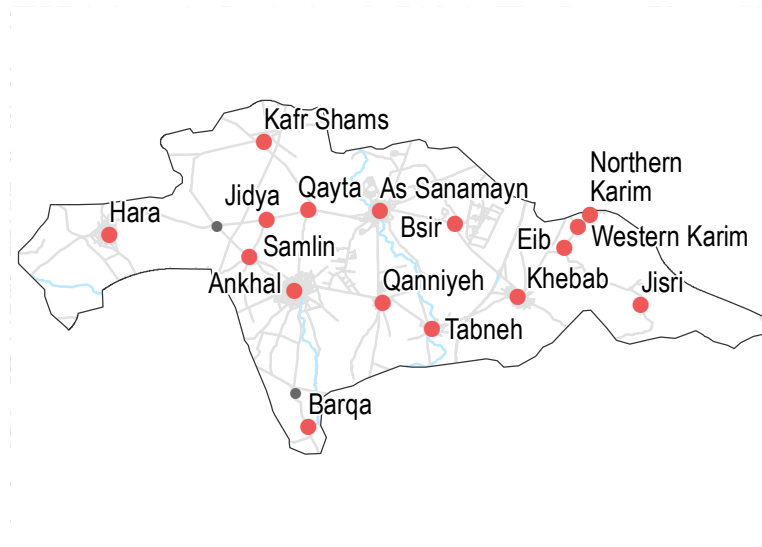 Kafr Shams
Northern
Karim
Jidya
Qayta
As Sanamayn
Hara
Bsir
Eib
Western Karim
Samlin
Ankhal
Qanniyeh
Khebab
Jisri
Tabneh
Barqa